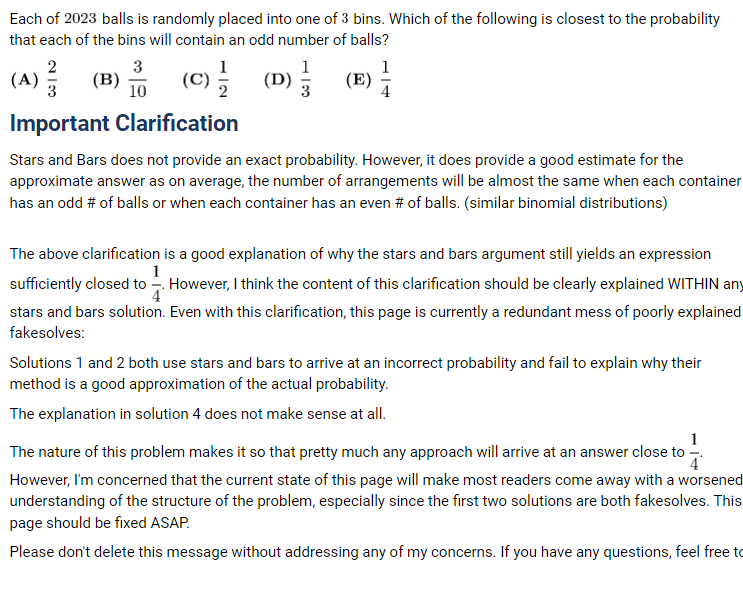 Each of 2023 balls is randomly placed into one of 3 bins. Which of the following is closest to the probability
that each of the bins will contain an odd number of balls?
(A) 2/3 (B) 3/10 (C) 1/2 (D) 1/3 (E) 1/4
Important Clarification
Stars and Bars does not provide an exact probability. However, it does provide a good estimate for the
approximate answer as on average, the number of arrangements will be almost the same when each container
has an odd # of balls or when each container has an even # of balls. (similar binomial distributions)
The above clarification is a good explanation of why the stars and bars argument still yields an expression
sufficiently closed to 1/4. However, I think the content of this clarification should be clearly explained WITHIN any
stars and bars solution. Even with this clarification, this page is currently a redundant mess of poorly explained
fakesolves:
Solutions 1 and 2 both use stars and bars to arrive at an incorrect probability and fail to explain why their
method is a good approximation of the actual probability.
The explanation in solution 4 does not make sense at all.
The nature of this problem makes it so that pretty much any approach will arrive at an answer close to 1/4.
However, I'm concerned that the current state of this page will make most readers come away with a worsened
understanding of the structure of the problem, especially since the first two solutions are both fakesolves. This
page should be fixed ASAP.
Please don't delete this message without addressing any of my concerns. If you have any questions, feel free to